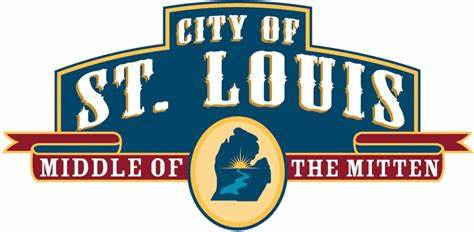 CITY OF
ST. LOUIS
MIDDLE OF THE MITTEN